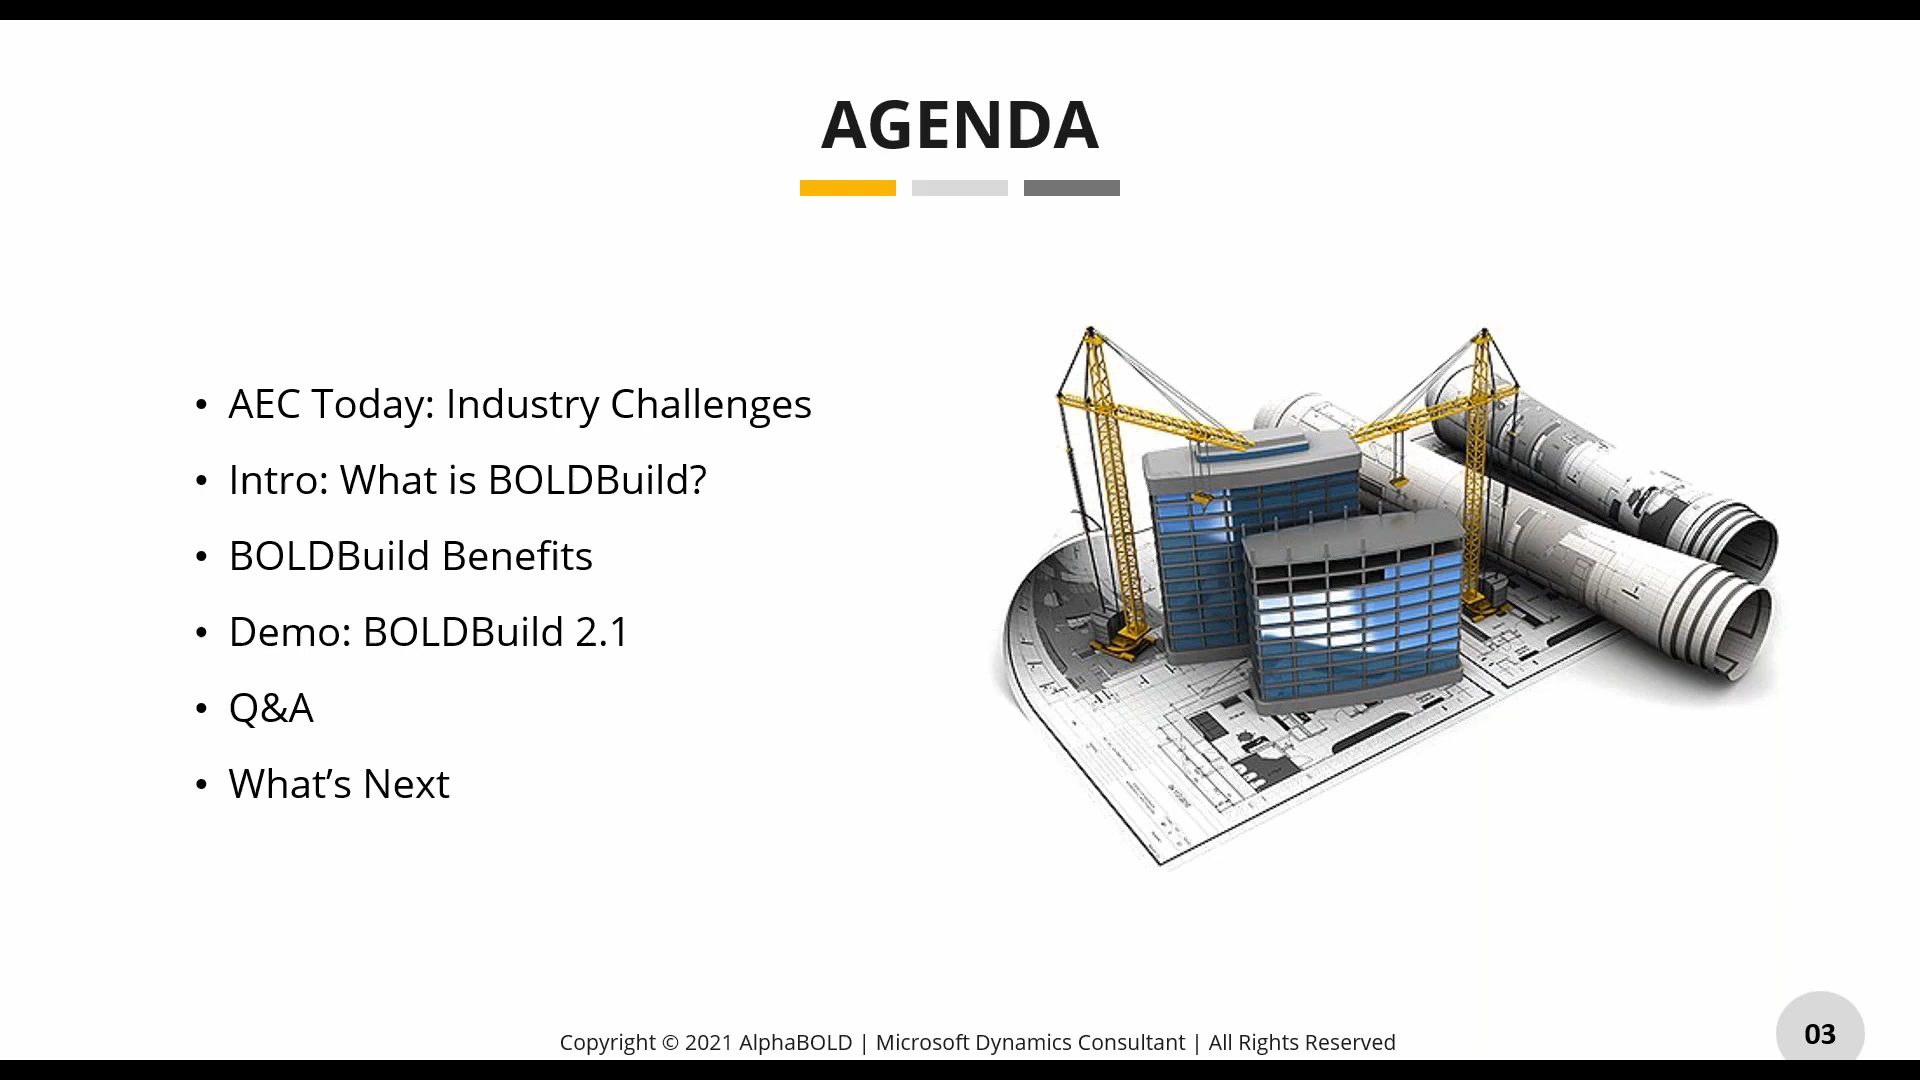 AGENDA
• AEC Today: Industry Challenges
• Intro: What is BOLDBuild?
• BOLDBuild Benefits
• Demo: BOLDBuild 2.1
• Q&A
• What’s Next
Copyright © 2021 AlphaBOLD | Microsoft Dynamics Consultant | All Rights Reserved
03